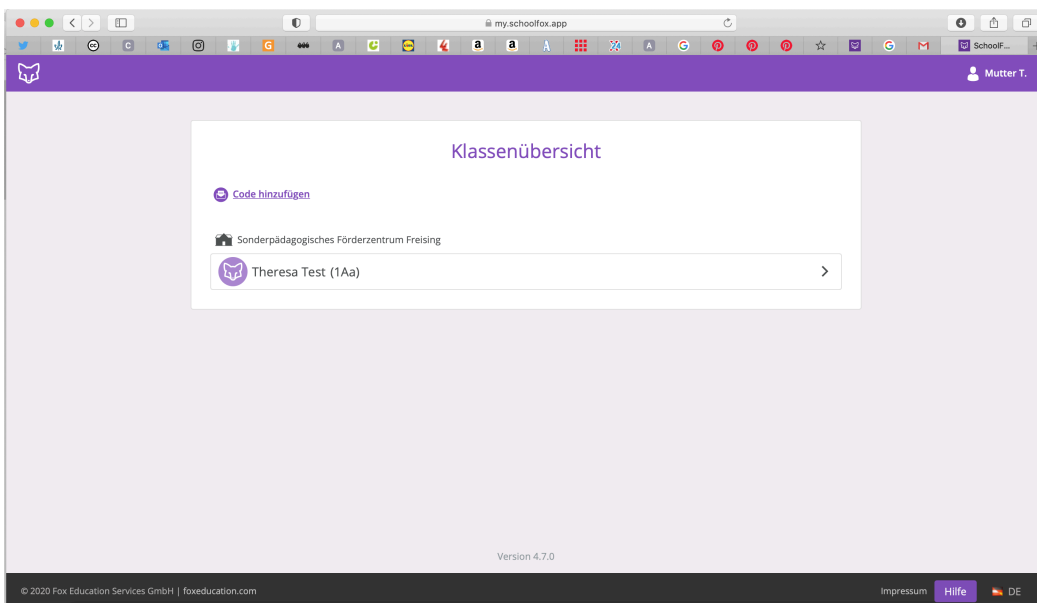 my.schoolfox.app
SchoolF...
Mutter T.
Klassenübersicht
Code hinzufügen
Sonderpädagogisches Förderzentrum Freising
Theresa Test (1Aa)
Version 4.7.0
© 2020 Fox Education Services GmbH | foxeducation.com
Impressum Hilfe DE